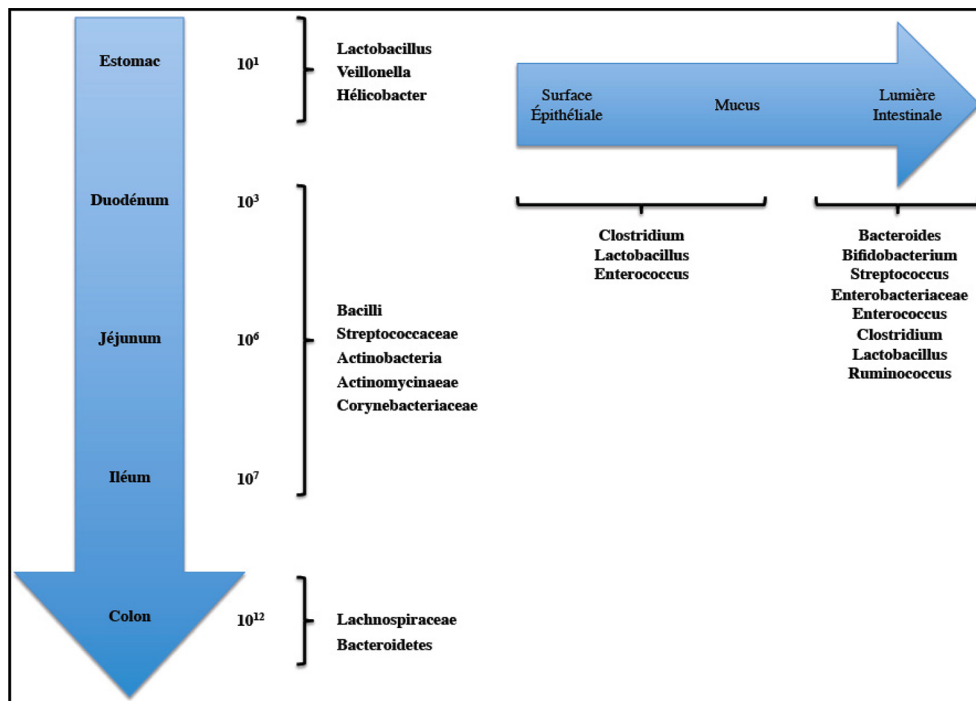 Estomac
10¹
Lactobacillus
Veillonella
Hélicobacter
Duodénum
10³
Jéjunum
10⁶
Iléum
10⁷
Bacilli
Streptococcaceae
Actinobacteria
Actinomycinaeae
Corynebacteriaceae
Colon
10¹²
Lachnospiraceae
Bacteroidetes
Surface
Épithéliale
Mucus
Lumière
Intestinale
Clostridium
Lactobacillus
Enterococcus
Bacteroides
Bifidobacterium
Streptococcus
Enterobacteriaceae
Enterococcus
Clostridium
Lactobacillus
Ruminococcus